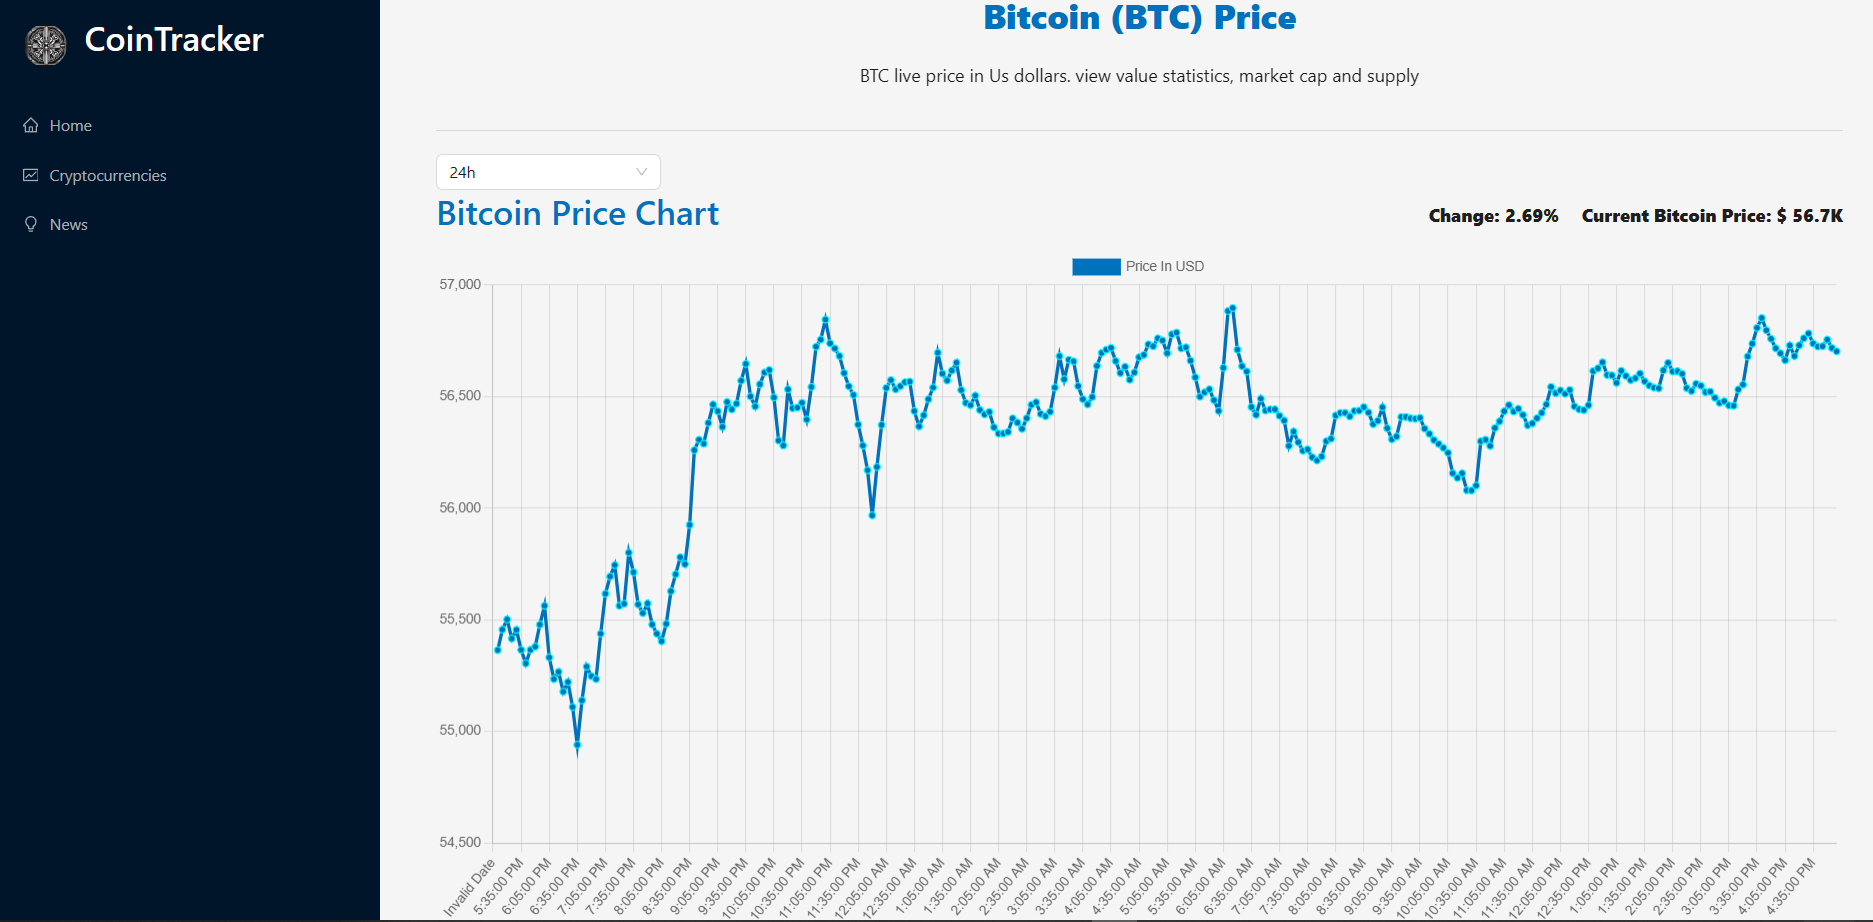 CoinTracker
Home
Cryptocurrencies
News
Bitcoin (BTC) Price
BTC live price in Us dollars. view value statistics, market cap and supply
24h
Bitcoin Price Chart
Change: 2.69% Current Bitcoin Price: $ 56.7K
Price In USD
57,000
56,500
56,000
55,500
55,000
54,500
Invalid Date
5:35:00 PM
6:05:00 PM
6:35:00 PM
7:05:00 PM
7:35:00 PM
8:05:00 PM
8:35:00 PM
9:05:00 PM
9:35:00 PM
10:05:00 PM
10:35:00 PM
11:05:00 PM
11:35:00 PM
12:05:00 AM
12:35:00 AM
1:05:00 AM
1:35:00 AM
2:05:00 AM
2:35:00 AM
3:05:00 AM
3:35:00 AM
4:05:00 AM
4:35:00 AM
5:05:00 AM
5:35:00 AM
6:05:00 AM
6:35:00 AM
7:05:00 AM
7:35:00 AM
8:05:00 AM
8:35:00 AM
9:05:00 AM
9:35:00 AM
10:05:00 AM
10:35:00 AM
11:05:00 AM
11:35:00 AM
12:05:00 PM
12:35:00 PM
1:05:00 PM
1:35:00 PM
2:05:00 PM
2:35:00 PM
3:05:00 PM
3:35:00 PM
4:05:00 PM
4:35:00 PM